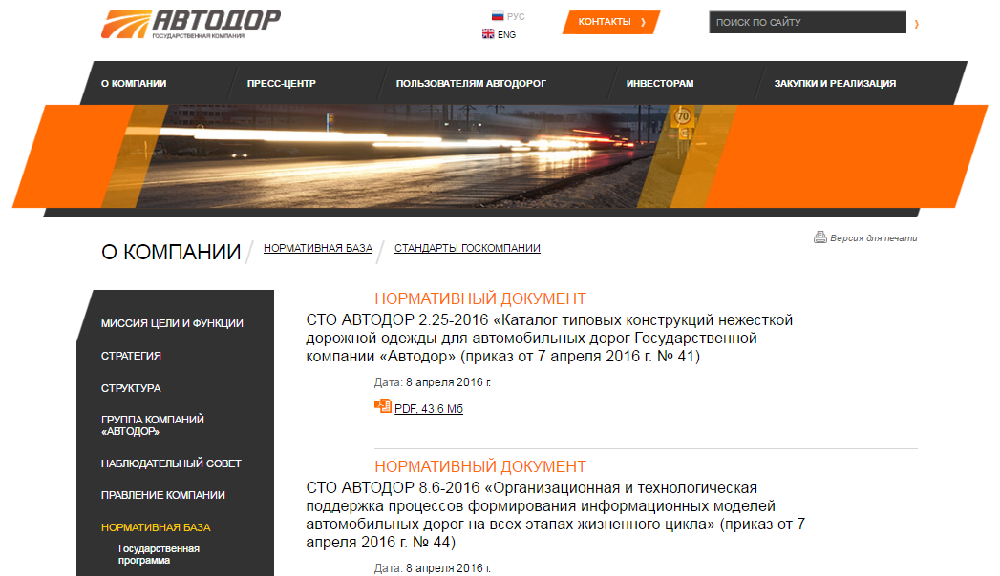 АВТОДОР
ГОСУДАРСТВЕННАЯ КОМПАНИЯ
РУС
ENG
КОНТАКТЫ
ПОИСК ПО САЙТУ
О КОМПАНИИ
ПРЕСС-ЦЕНТР
ПОЛЬЗОВАТЕЛЯМ АВТОДОРОГ
ИНВЕСТОРАМ
ЗАКУПКИ И РЕАЛИЗАЦИЯ
70
Версия для печати
О КОМПАНИИ
НОРМАТИВНАЯ БАЗА
СТАНДАРТЫ ГОСКОМПАНИИ
МИССИЯ ЦЕЛИ И ФУНКЦИИ
СТРАТЕГИЯ
СТРУКТУРА
ГРУППА КОМПАНИЙ
«АВТОДОР»
НАБЛЮДАТЕЛЬНЫЙ СОВЕТ
ПРАВЛЕНИЕ КОМПАНИИ
НОРМАТИВНАЯ БАЗА
Государственная
программа
НОРМАТИВНЫЙ ДОКУМЕНТ
СТО АВТОДОР 2.25-2016 «Каталог типовых конструкций нежесткой
дорожной одежды для автомобильных дорог Государственной
компании «Автодор» (приказ от 7 апреля 2016 г. № 41)
Дата: 8 апреля 2016 г.
PDF, 43.6 Мб
НОРМАТИВНЫЙ ДОКУМЕНТ
СТО АВТОДОР 8.6-2016 «Организационная и технологическая
поддержка процессов формирования информационных моделей
автомобильных дорог на всех этапах жизненного цикла» (приказ от 7
апреля 2016 г. № 44)
Дата: 8 апреля 2016 г.